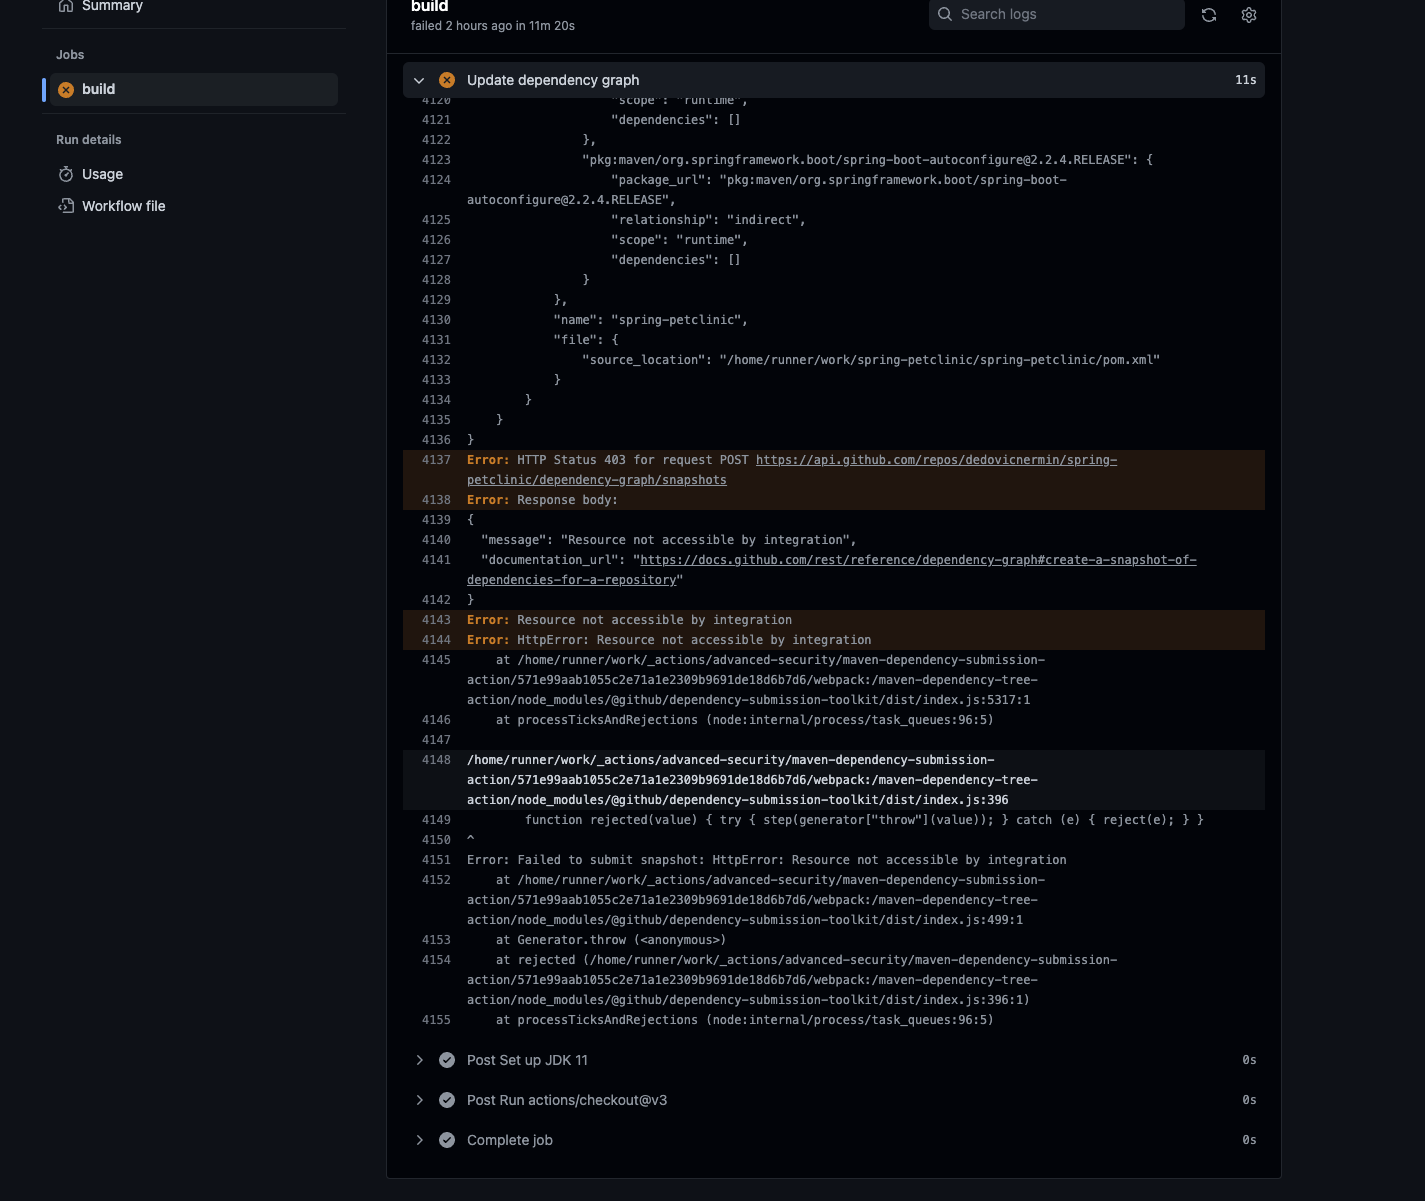 Summary
Jobs
build
Run details
Usage
Workflow file
build
failed 2 hours ago in 11m 20s
Search logs
Update dependency graph
11s
4120 "scope": "runtime",
4121 "dependencies": []
4122 },
4123 "pkg:maven/org.springframework.boot/spring-boot-autoconfigure@2.2.4.RELEASE": {
4124 "package_url": "pkg:maven/org.springframework.boot/spring-boot-
autoconfigure@2.2.4.RELEASE",
4125 "relationship": "indirect",
4126 "scope": "runtime",
4127 "dependencies": []
4128 }
4129 },
4130 "name": "spring-petclinic",
4131 "file": {
4132 "source_location": "/home/runner/work/spring-petclinic/spring-petclinic/pom.xml"
4133 }
4134 }
4135 }
4136 }
4137 Error: HTTP Status 403 for request POST https://api.github.com/repos/dedovicnermin/spring-
petclinic/dependency-graph/snapshots
4138 Error: Response body:
4139 {
4140 "message": "Resource not accessible by integration",
4141 "documentation_url": "https://docs.github.com/rest/reference/dependency-graph#create-a-snapshot-of-
dependencies-for-a-repository"
4142 }
4143 Error: Resource not accessible by integration
4144 Error: HttpError: Resource not accessible by integration
4145 at /home/runner/work/_actions/advanced-security/maven-dependency-submission-
action/571e99aab1055c2e71a1e2309b9691de18d6b7d6/webpack:/maven-dependency-tree-
action/node_modules/@github/dependency-submission-toolkit/dist/index.js:5317:1
4146 at processTicksAndRejections (node:internal/process/task_queues:96:5)
4147
4148 /home/runner/work/_actions/advanced-security/maven-dependency-submission-
action/571e99aab1055c2e71a1e2309b9691de18d6b7d6/webpack:/maven-dependency-tree-
action/node_modules/@github/dependency-submission-toolkit/dist/index.js:396
4149 function rejected(value) { try { step(generator["throw"](value)); } catch (e) { reject(e); } }
4150 ^
4151 Error: Failed to submit snapshot: HttpError: Resource not accessible by integration
4152 at /home/runner/work/_actions/advanced-security/maven-dependency-submission-
action/571e99aab1055c2e71a1e2309b9691de18d6b7d6/webpack:/maven-dependency-tree-
action/node_modules/@github/dependency-submission-toolkit/dist/index.js:499:1
4153 at Generator.throw (<anonymous>)
4154 at rejected (/home/runner/work/_actions/advanced-security/maven-dependency-submission-
action/571e99aab1055c2e71a1e2309b9691de18d6b7d6/webpack:/maven-dependency-tree-
action/node_modules/@github/dependency-submission-toolkit/dist/index.js:396:1)
4155 at processTicksAndRejections (node:internal/process/task_queues:96:5)
Post Set up JDK 11
0s
Post Run actions/checkout@v3
0s
Complete job
0s